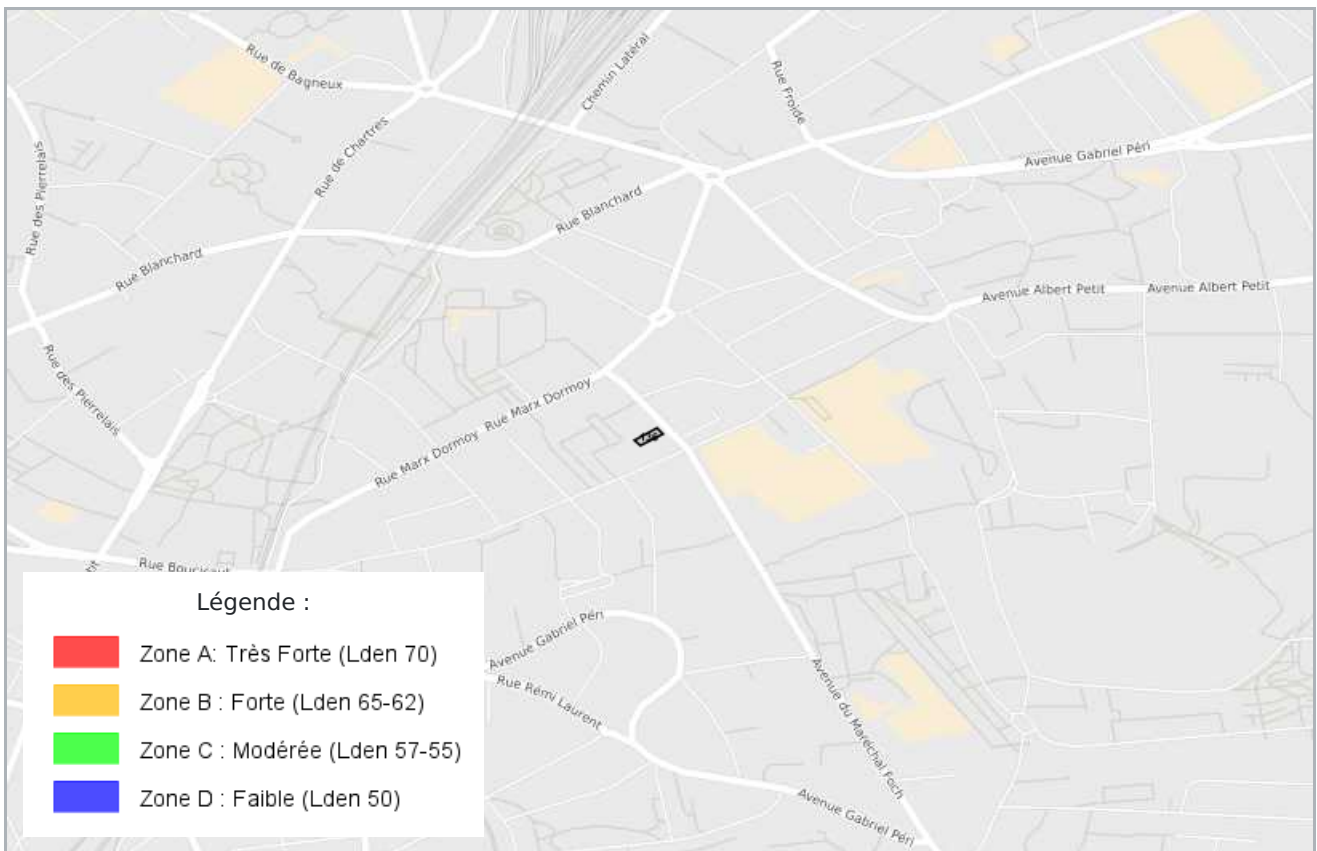 Rue de Bagneux
Chemin Latéral
Rue Froide
Rue de Chartres
Avenue Gabriel Péri
Rue des Pierrelais
Rue Blanchard
Rue Blanchard
Avenue Albert Petit
Avenue Albert Petit
Rue des Pierrelais
Rue Marx Dormoy
Rue Marx Dormoy
Rue Boucicaut
Avenue Gabriel Péri
Rue Rémi Laurent
Avenue du Maréchal Foch
Avenue Gabriel Péri
Légende :
Zone A: Très Forte (Lden 70)
Zone B : Forte (Lden 65-62)
Zone C : Modérée (Lden 57-55)
Zone D : Faible (Lden 50)